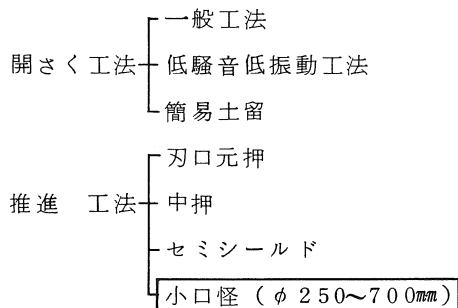 一般工法
開さく工法
低騒音低振動工法
簡易土留
刃口元押
推進 工法
中押
セミシールド
小口怪(φ250~700㎜)